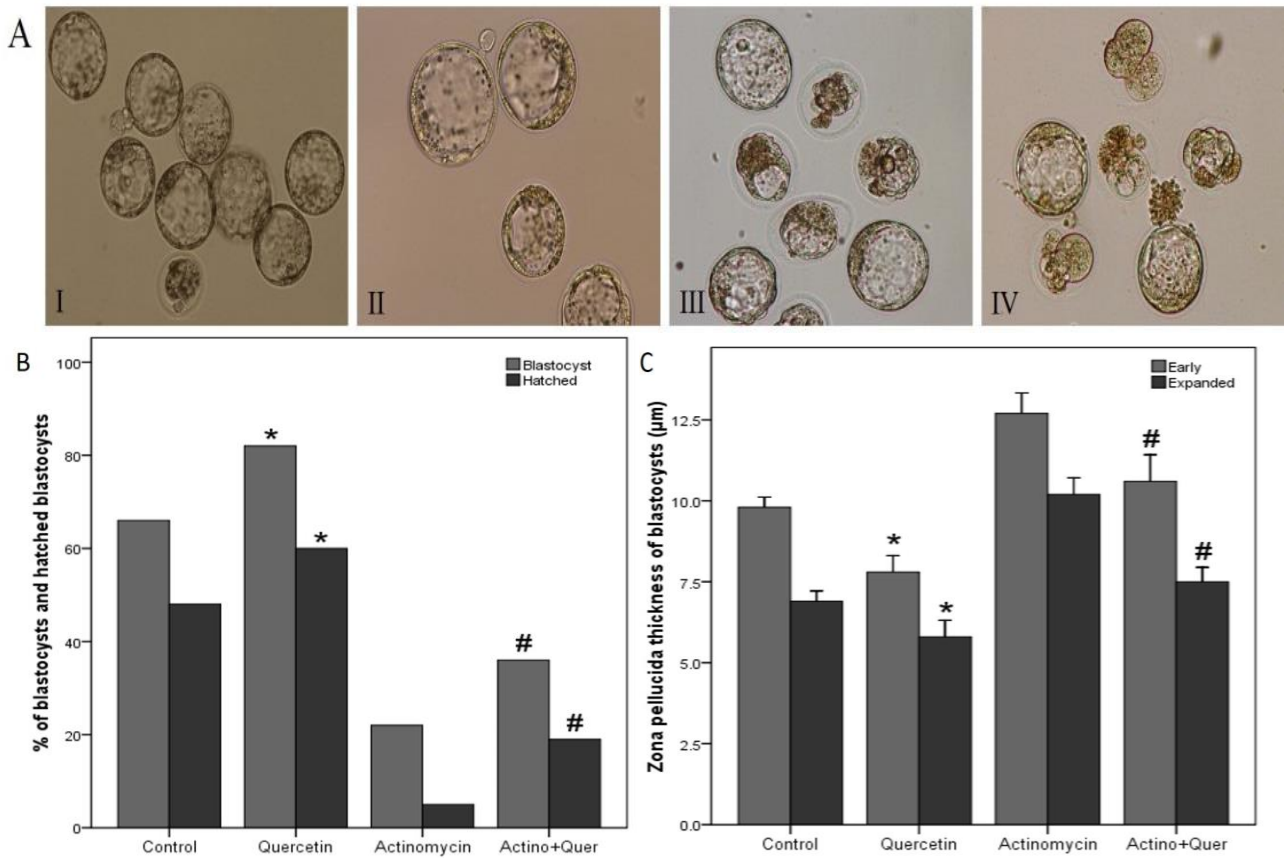 A
I
II
III
IV
B
% of blastocysts and hatched blastocysts
100
80
60
40
20
0
Blastocyst
Hatched
*
*
#
#
Control
Quercetin
Actinomycin
Actino+Quer
C
Zona pellucida thickness of blastocysts (µm)
12.5
10.0
7.5
5.0
2.5
0.0
Early
Expanded
*
*
#
#
Control
Quercetin
Actinomycin
Actino+Quer